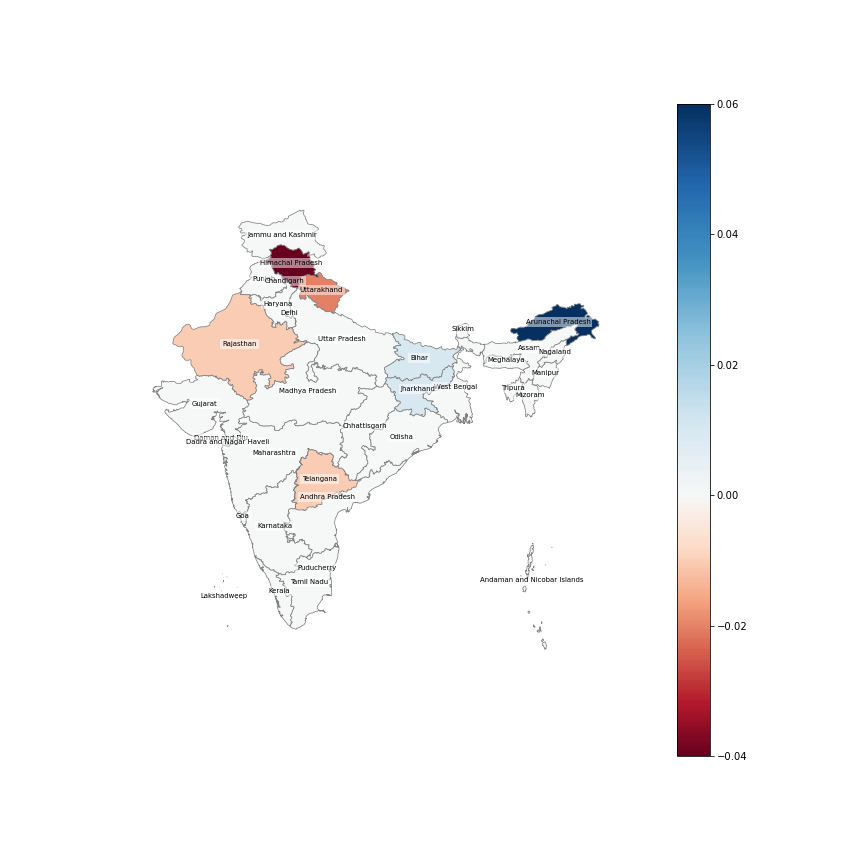 0.06
Jammu and Kashmir
0.04
Himachal Pradesh
Chandigarh
Uttarakhand
Haryana
Delhi
Arunachal Pradesh
Sikkim
Uttar Pradesh
Rajasthan
Assam
Nagaland
Bihar
Meghalaya
0.02
Manipur
Jharkhand
West Bengal
Tripura
Madhya Pradesh
Mizoram
Gujarat
Chhattisgarh
Odisha
Daman and Diu
Dadra and Nagar Haveli
Maharashtra
Telangana
0.00
Andhra Pradesh
Goa
Karnataka
Puducherry
Andaman and Nicobar Islands
Tamil Nadu
Kerala
Lakshadweep
−0.02
−0.04